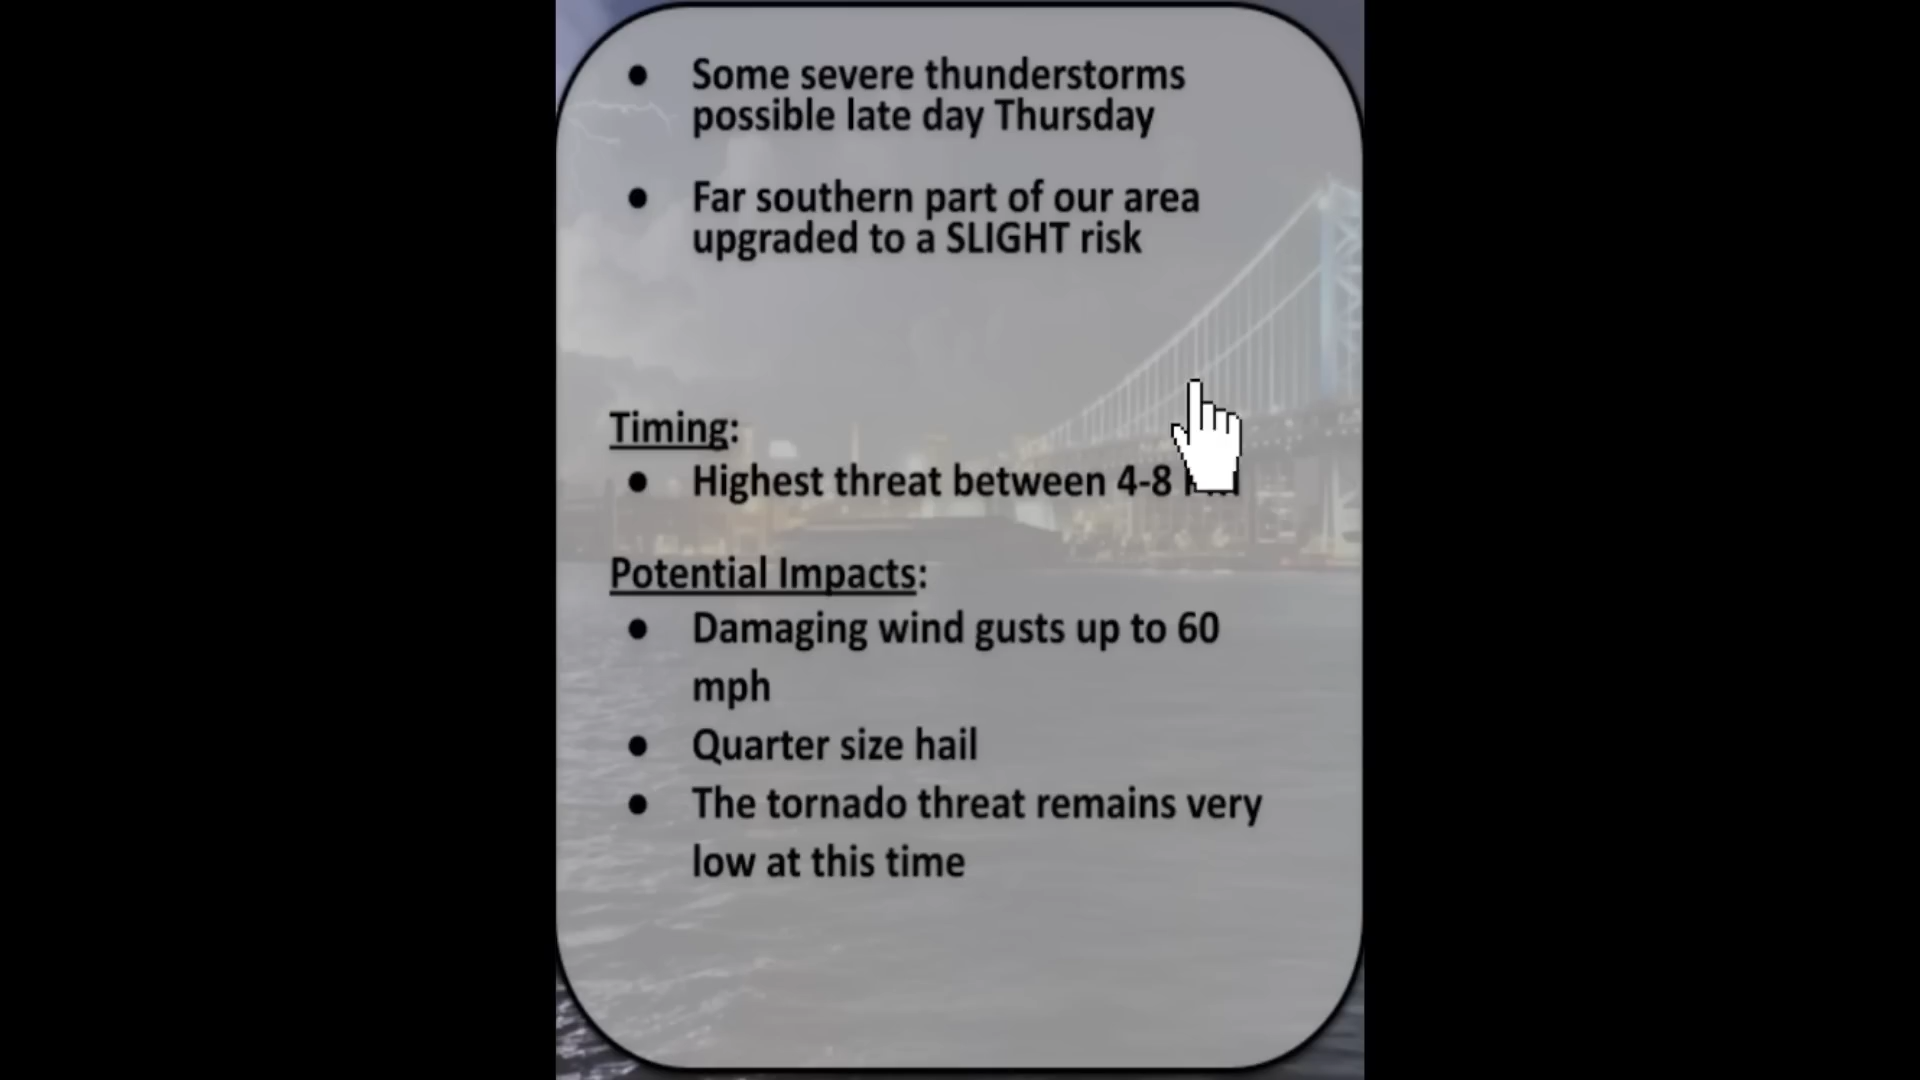 Some severe thunderstorms
possible late day Thursday
Far southern part of our area
upgraded to a SLIGHT risk
Timing:
Highest threat between 4-8
Potential Impacts:
Damaging wind gusts up to 60
mph
Quarter size hail
The tornado threat remains very
low at this time